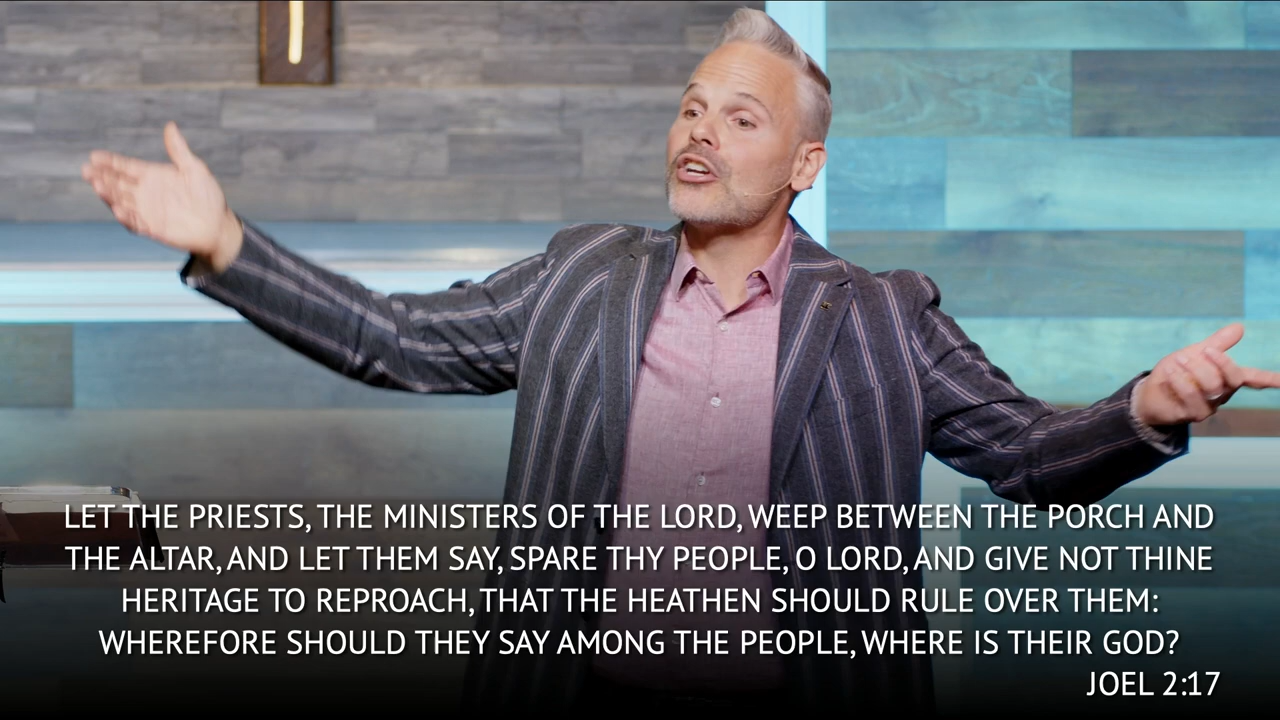 LET THE PRIESTS, THE MINISTERS OF THE LORD, WEEP BETWEEN THE PORCH AND
THE ALTAR, AND LET THEM SAY, SPARE THY PEOPLE, O LORD, AND GIVE NOT THINE
HERITAGE TO REPROACH, THAT THE HEATHEN SHOULD RULE OVER THEM:
WHEREFORE SHOULD THEY SAY AMONG THE PEOPLE, WHERE IS THEIR GOD?
JOEL 2:17